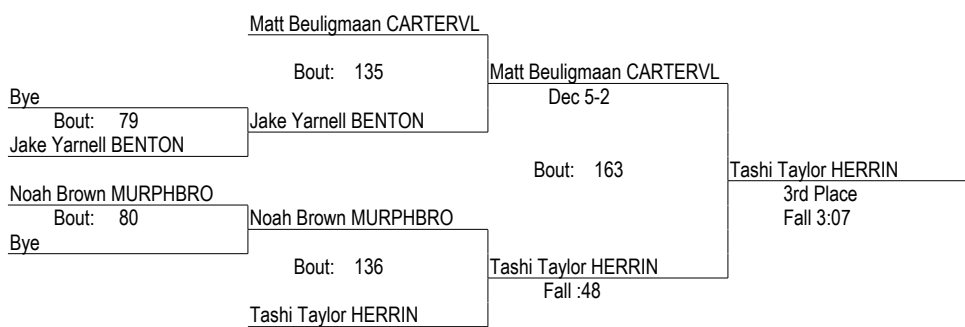 Matt Beuligmaan CARTERVL
Bout: 135
Matt Beuligmaan CARTERVL
Dec 5-2
Bye
Bout: 79
Jake Yarnell BENTON
Jake Yarnell BENTON
Bout: 163
Tashi Taylor HERRIN
3rd Place
Fall 3:07
Noah Brown MURPHBRO
Bout: 80
Noah Brown MURPHBRO
Bye
Bout: 136
Tashi Taylor HERRIN
Fall :48
Tashi Taylor HERRIN